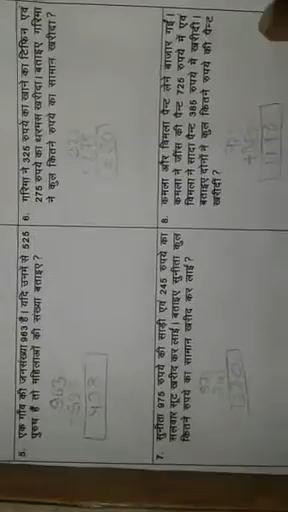 5. एक गाँव की जनसंख्या 963 है। यदि उनमें से 525
पुरुष हैं तो महिलाओं की संख्या बताइए?
963
438
6. गरिमा ने 325 रुपये का खाने का टिफिन एवं
275 रुपये का थरमस खरीदा। बताइए गरिमा
ने कुल कितने रुपये का सामान खरीदा?
7. सुनीता 975 रुपये की साड़ी एवं 245 रुपये का
सलवार सूट खरीद कर लाई। बताइए सुनीता कुल
कितने रुपये का सामान खरीद कर लाई?
8. कमला और विमला पैन्ट लेने बाजार गई।
कमला ने जींस की पैन्ट 725 रुपये में एवं
विमला ने सादा पैन्ट 385 रुपये में खरीदी।
बताइए दोनों ने कुल कितने रुपये की पैन्ट
खरीदीं?